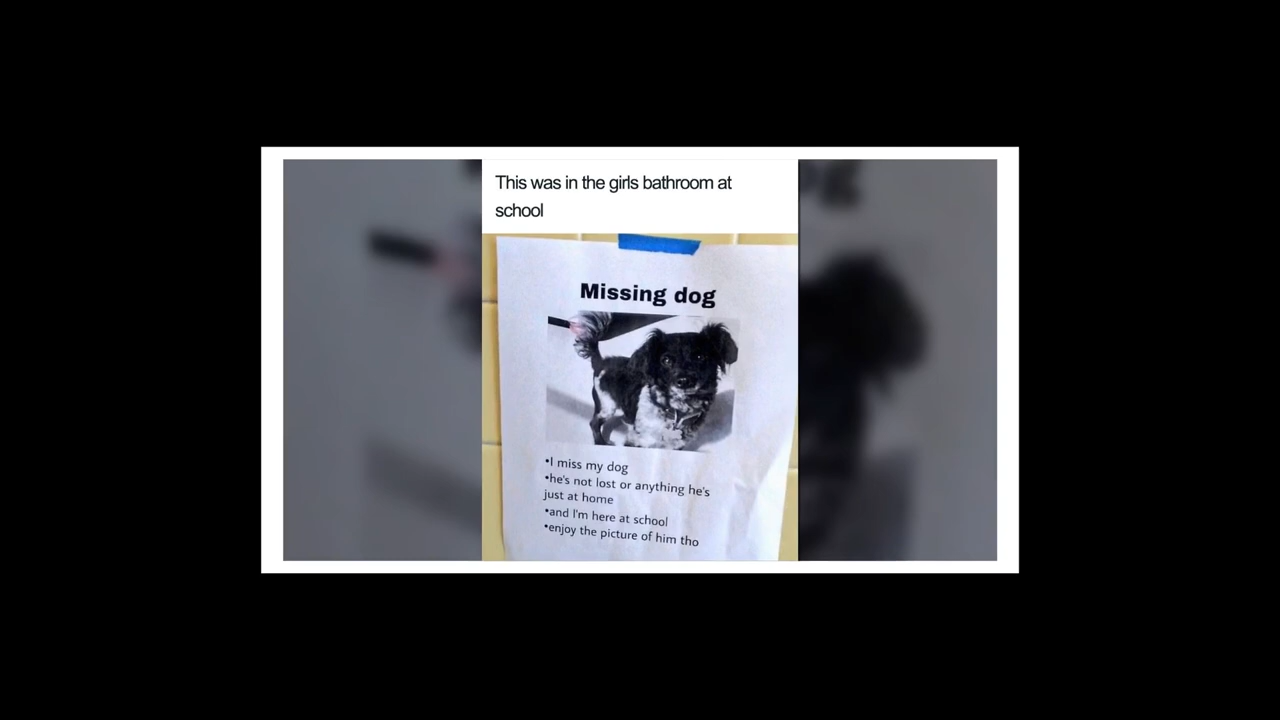 This was in the girls bathroom at
school
Missing dog
•I miss my dog
•he's not lost or anything he's
just at home
•and I'm here at school
•enjoy the picture of him tho